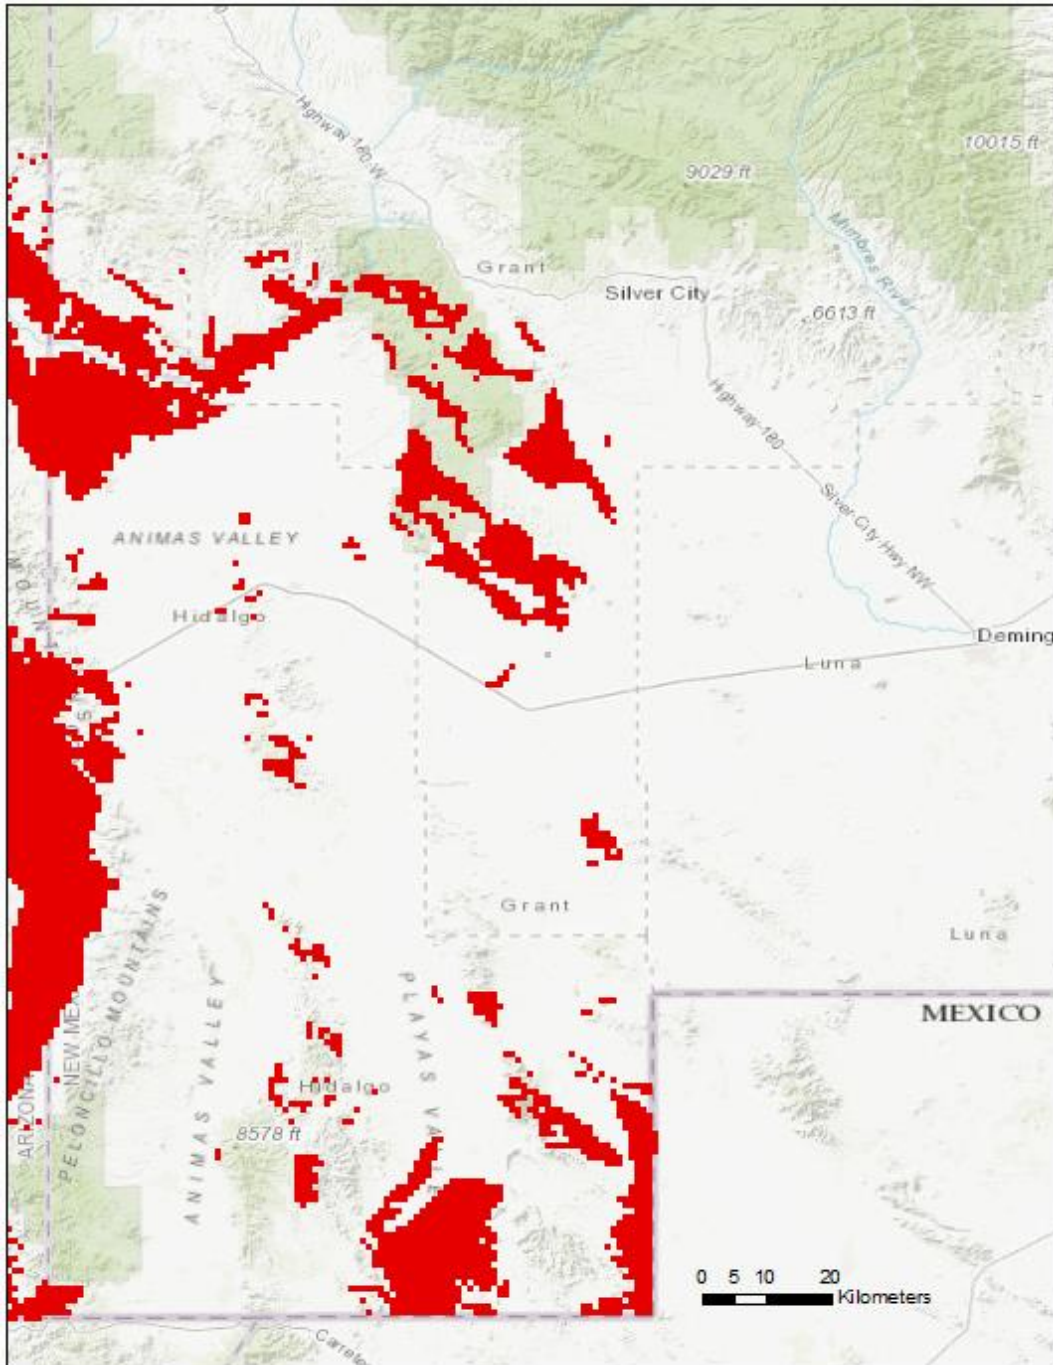 Highway 180 W
10015 ft
9029 ft
Mimbres River
Grant
Silver City
6613 ft
Highway 180
Silver City Hwy NW
ANIMAS VALLEY
Hidalgo
Deming
Luna
Grant
Luna
PELONCILLO MOUNTAINS
ANIMAS VALLEY
PLAYAS VALLE
MEXICO
NEW MEX
ARIZONA
Hidalgo
8578 ft
0 5 10 20
Kilometers